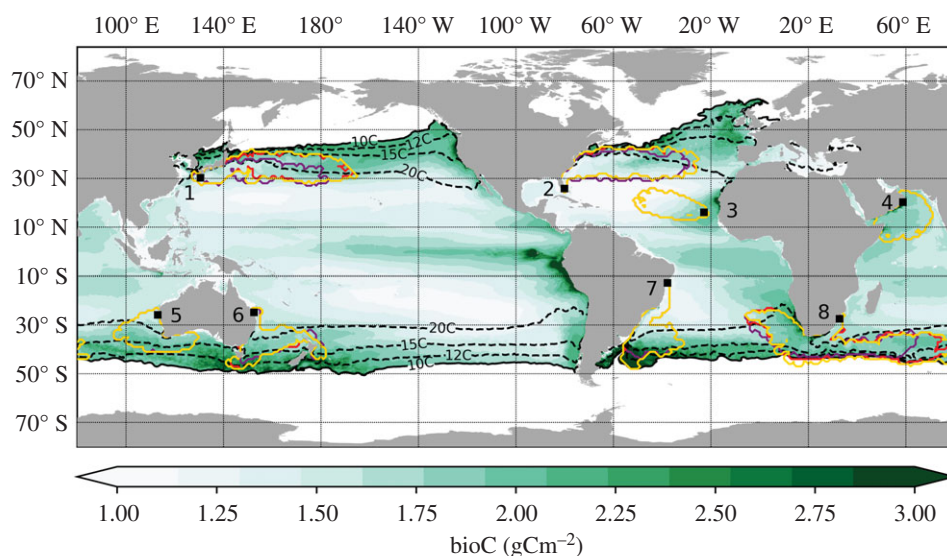 100° E 140° E 180° 140° W 100° W 60° W 20° W 20° E 60° E
70° N
50° N
30° N
10° N
10° S
30° S
50° S
70° S
10C 12C
15C
20C
1
2
3
4
5
6
7
8
20C
15C
12C
10C
1.00 1.25 1.50 1.75 2.00 2.25 2.50 2.75 3.00
bioC (gCm⁻²)